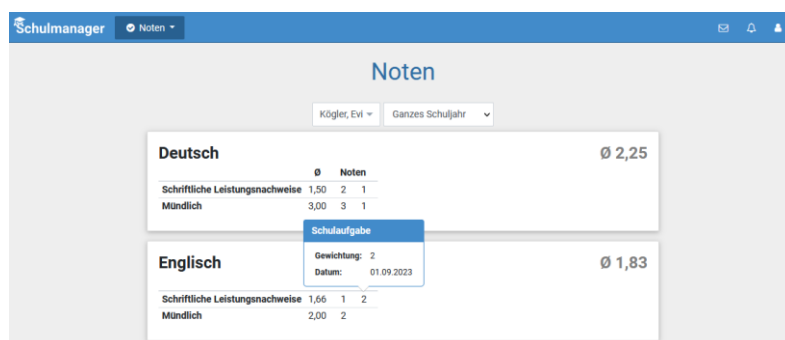 Schulmanager Noten
Noten
Kögler, Evi Ganzes Schuljahr
Deutsch Ø 2,25
Ø Noten
Schriftliche Leistungsnachweise 1,50 2 1
Mündlich 3,00 3 1
Schulaufgabe
Gewichtung: 2
Datum: 01.09.2023
Englisch Ø 1,83
Schriftliche Leistungsnachweise 1,66 1 2
Mündlich 2,00 2